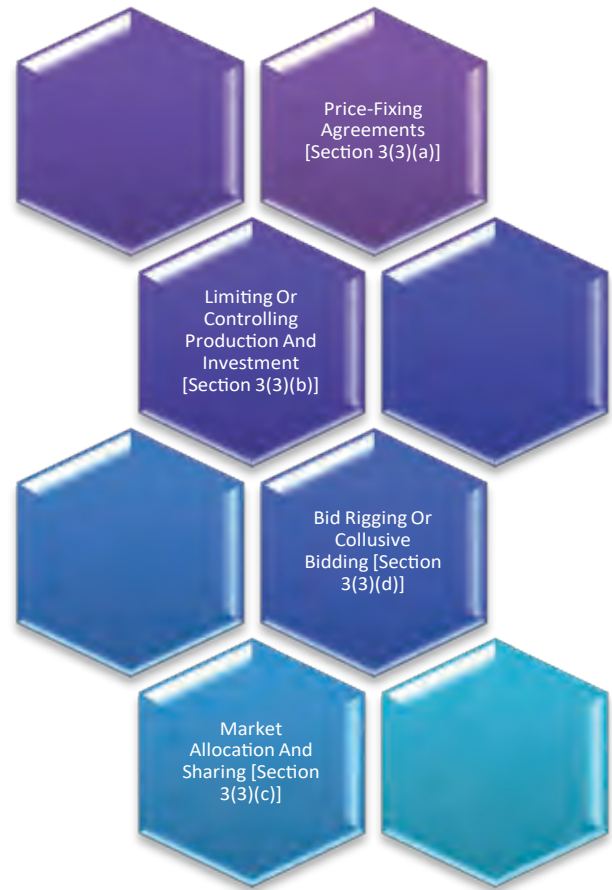 Price-Fixing
Agreements
[Section 3(3)(a)]
Limiting Or
Controlling
Production And
Investment
[Section 3(3)(b)]
Bid Rigging Or
Collusive
Bidding [Section
3(3)(d)]
Market
Allocation And
Sharing [Section
3(3)(c)]